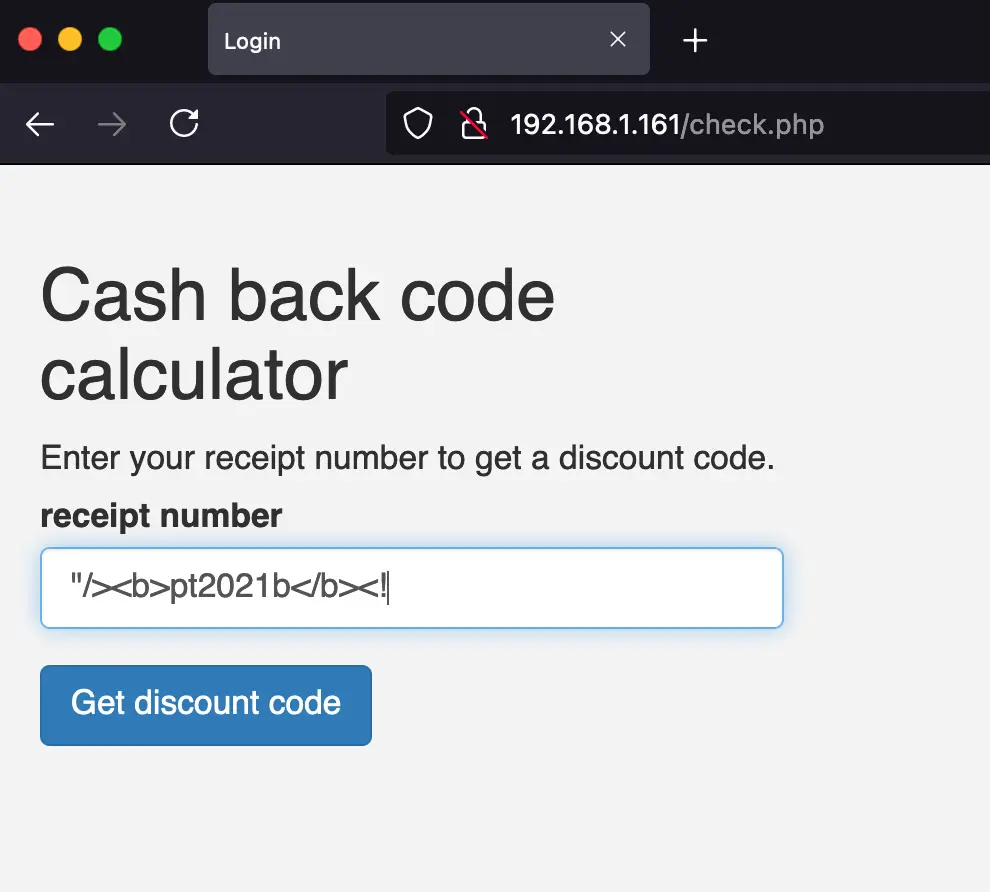 Login
192.168.1.161/check.php
Cash back code
calculator
Enter your receipt number to get a discount code.
receipt number
"/><b>pt2021b</b><!
Get discount code